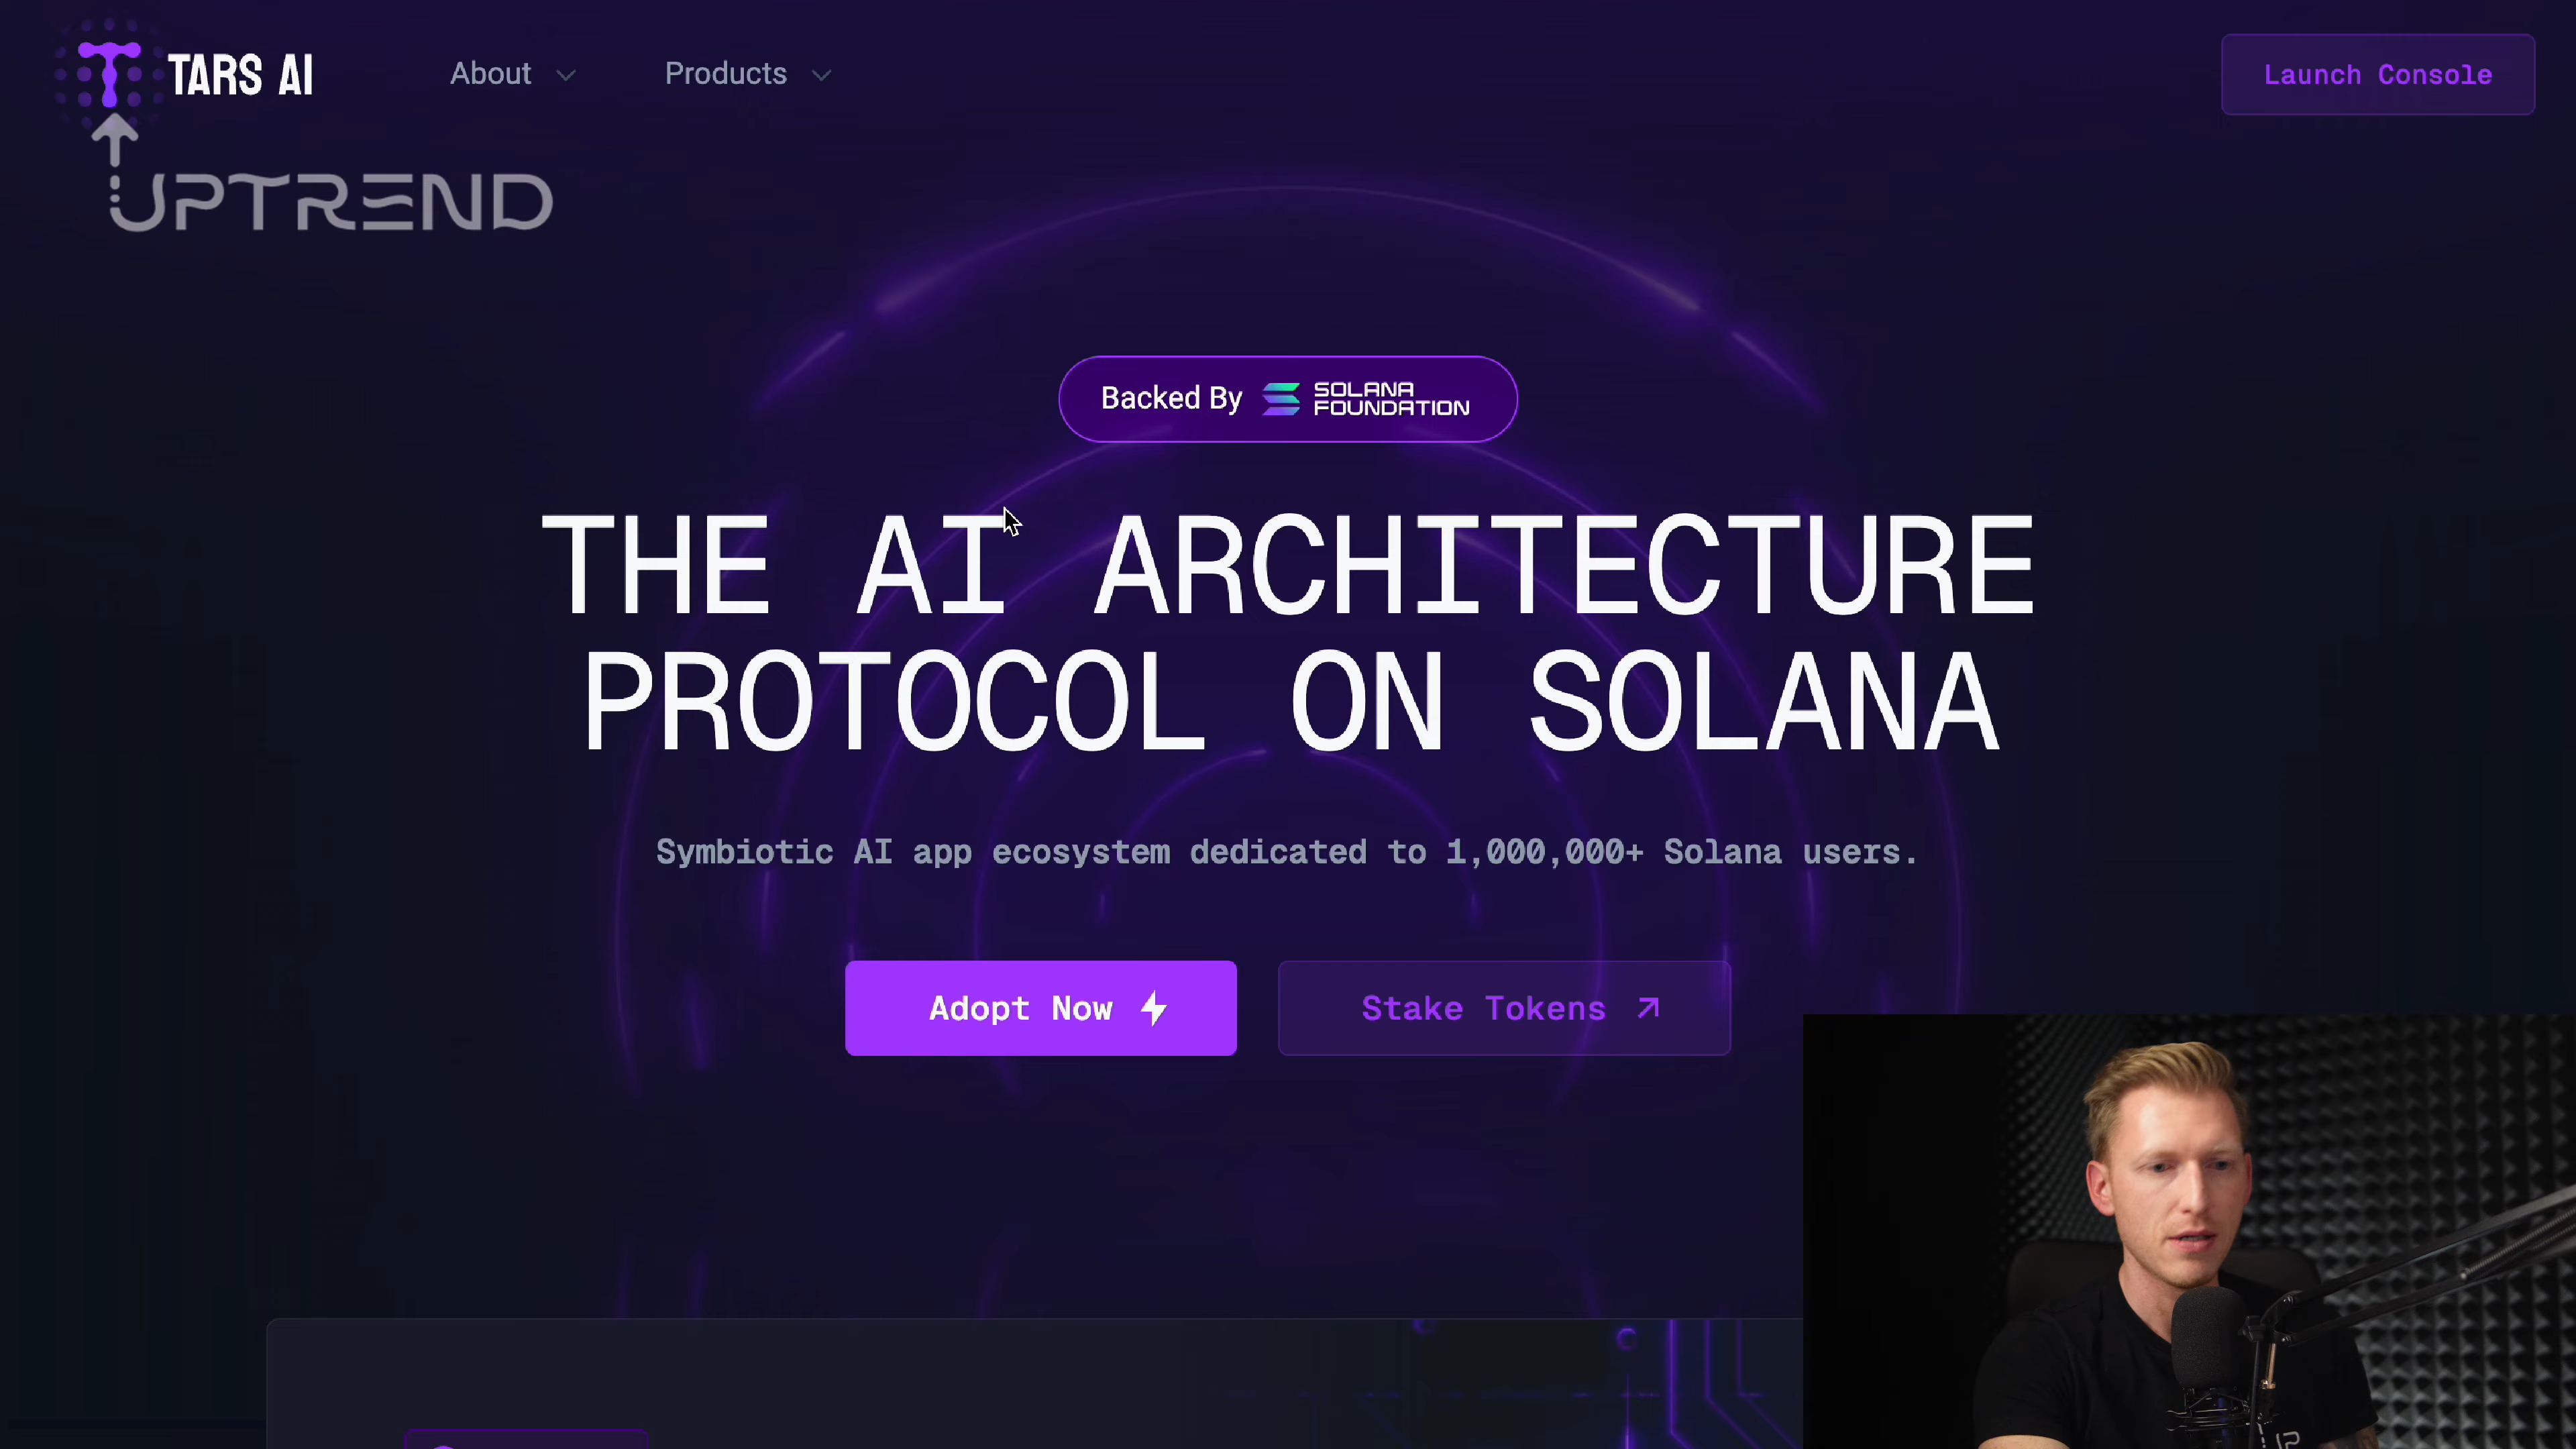 TARS AI
About
Products
Launch Console
UPTREND
Backed By SOLANA FOUNDATION
THE AI ARCHITECTURE
PROTOCOL ON SOLANA
Symbiotic AI app ecosystem dedicated to 1,000,000+ Solana users.
Adopt Now
Stake Tokens